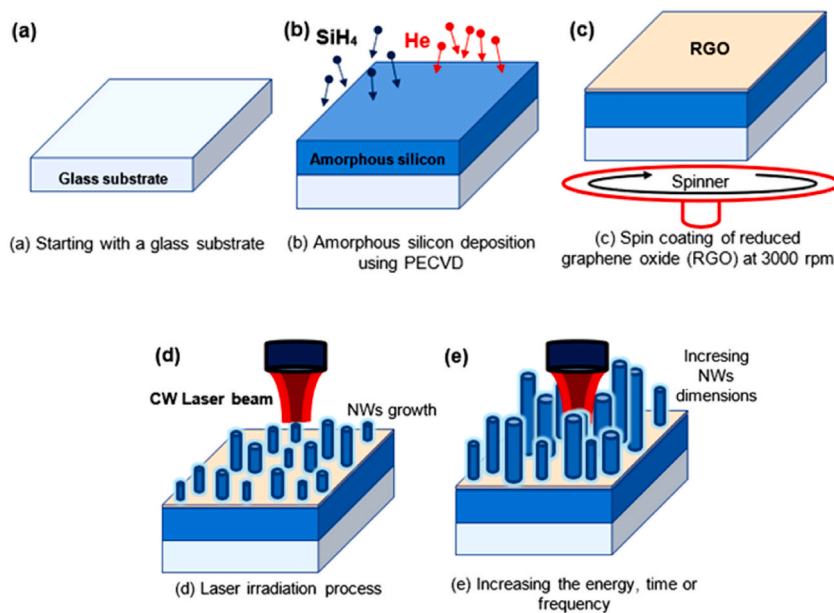 (a)
Glass substrate
(a) Starting with a glass substrate
(b)
SiH4
He
Amorphous silicon
(b) Amorphous silicon deposition
using PECVD
(c)
RGO
Spinner
(c) Spin coating of reduced
graphene oxide (RGO) at 3000 rpm
(d)
CW Laser beam
NWs growth
(d) Laser irradiation process
(e)
Incresing
NWs
dimensions
(e) Increasing the energy, time or
frequency